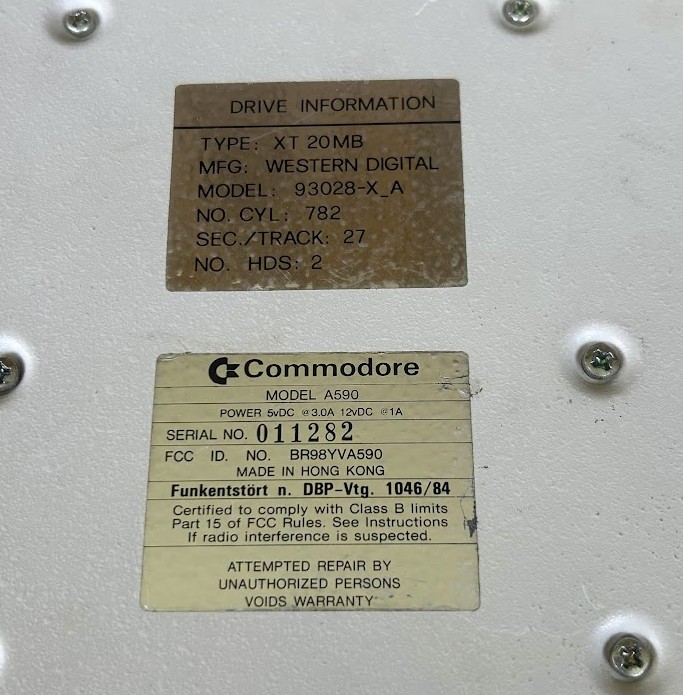 DRIVE INFORMATION
TYPE: XT 20MB
MFG: WESTERN DIGITAL
MODEL: 93028-X_A
NO. CYL: 782
SEC./TRACK: 27
NO. HDS: 2
Commodore
MODEL A590
POWER 5vDC @3.0A 12vDC @1A
SERIAL NO. 011282
FCC ID. NO. BR98YVA590
MADE IN HONG KONG
Funkentstört n. DBP-Vtg. 1046/84
Certified to comply with Class B limits
Part 15 of FCC Rules. See Instructions
If radio interference is suspected.
ATTEMPTED REPAIR BY
UNAUTHORIZED PERSONS
VOIDS WARRANTY